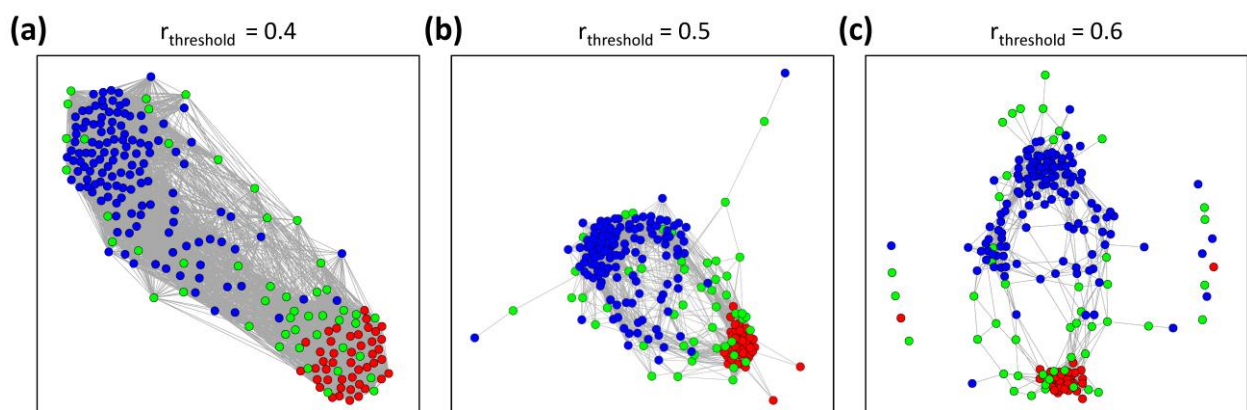 (a) r_threshold = 0.4
(b) r_threshold = 0.5
(c) r_threshold = 0.6